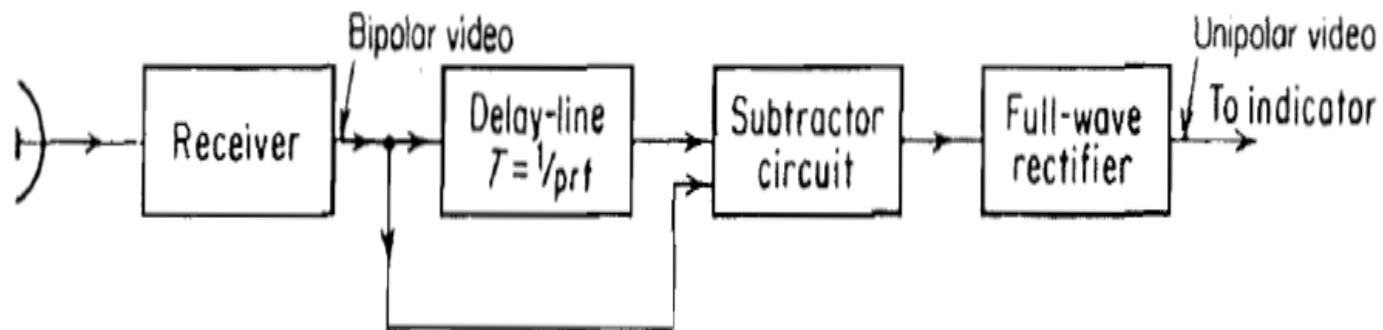 Bipolar video
Unipolar video
To indicator
Receiver
Delay-line
T = 1/prf
Subtractor
circuit
Full-wave
rectifier